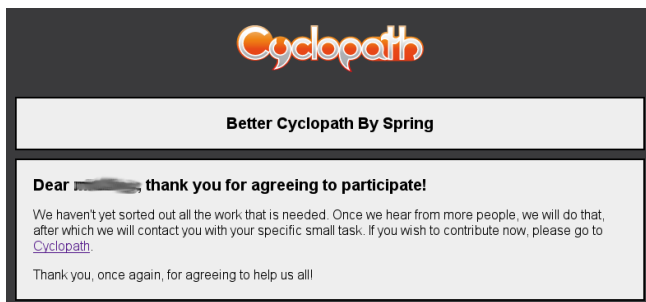 Cyclopath
Better Cyclopath By Spring
Dear , thank you for agreeing to participate!
We haven't yet sorted out all the work that is needed. Once we hear from more people, we will do that,
after which we will contact you with your specific small task. If you wish to contribute now, please go to
Cyclopath.
Thank you, once again, for agreeing to help us all!